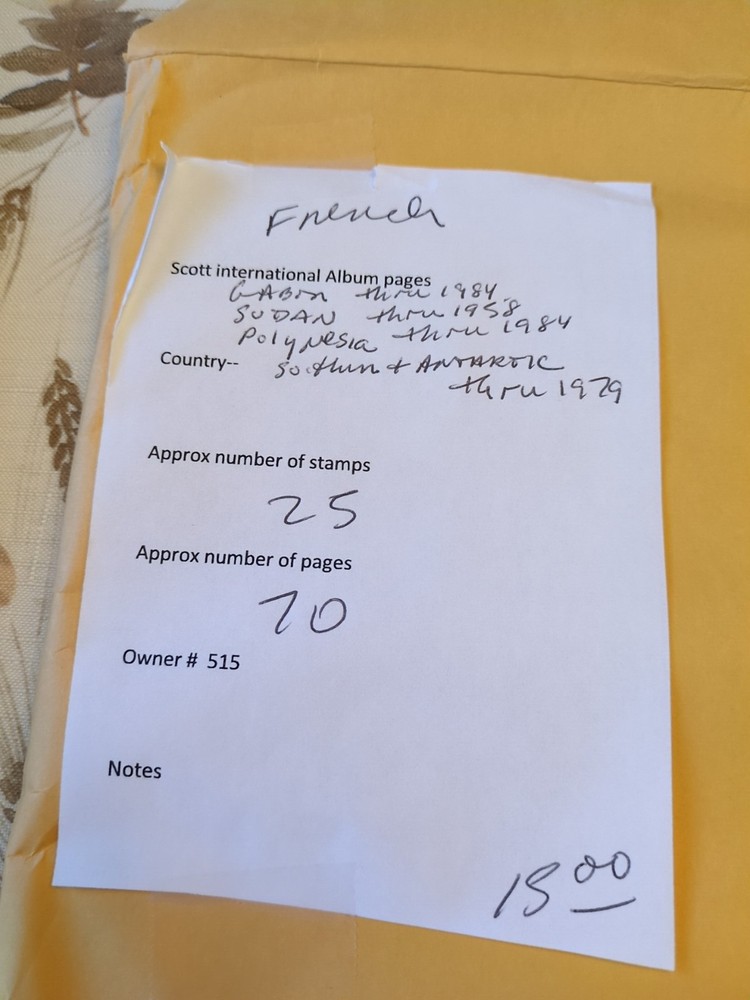 French
Scott international Album pages
GABON thru 1984
SUDAN thru 1958
Polynesia thru 1984
Country-- Southern + ANTARTIC
thru 1979
Approx number of stamps
25
Approx number of pages
70
Owner # 515
Notes
15 00